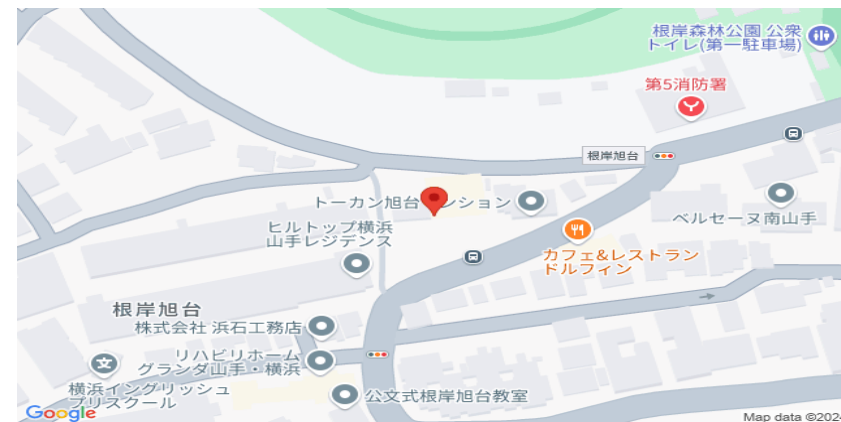 根岸森林公園 公衆
トイレ(第一駐車場)
第5消防署
根岸旭台
トーカン旭台マンション
ベルセーヌ南山手
ヒルトップ横浜
山手レジデンス
カフェ&レストラン
ドルフィン
根岸旭台
株式会社 浜石工務店
リハビリホーム
グランダ山手・横浜
横浜イングリッシュ
プリスクール
公文式根岸旭台教室
Google
Map data ©2024